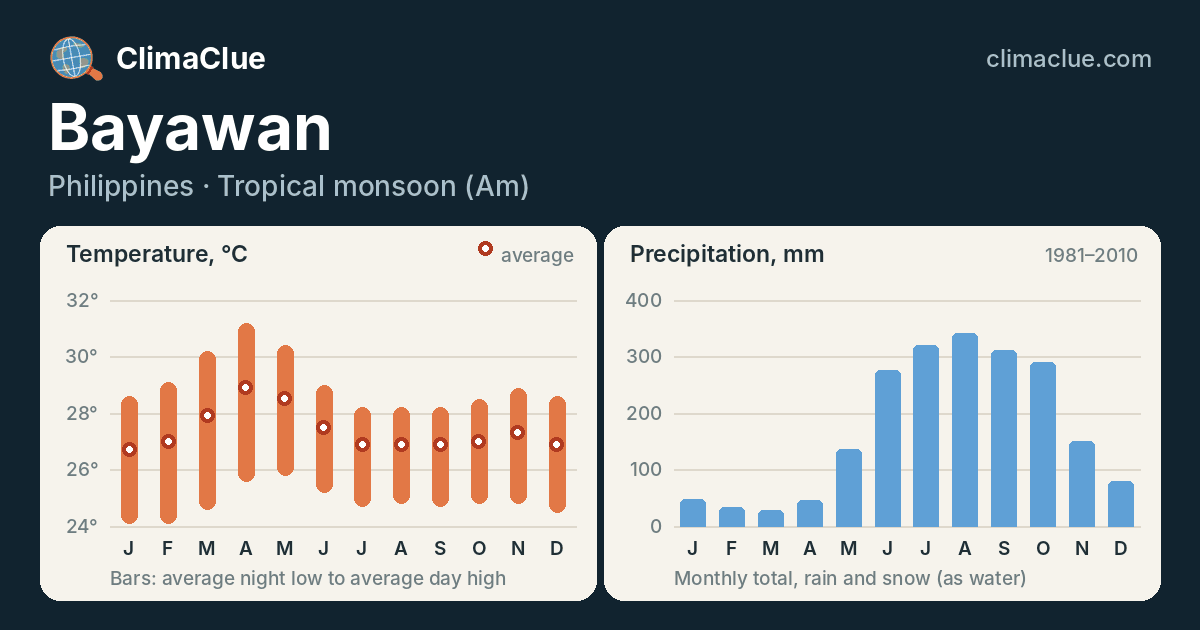 ClimaClue
climaclue.com
Bayawan
Philippines · Tropical monsoon (Am)
Temperature, °C
average
32°
30°
28°
26°
24°
J F M A M J J A S O N D
Bars: average night low to average day high
Precipitation, mm
1981–2010
400
300
200
100
0
J F M A M J J A S O N D
Monthly total, rain and snow (as water)